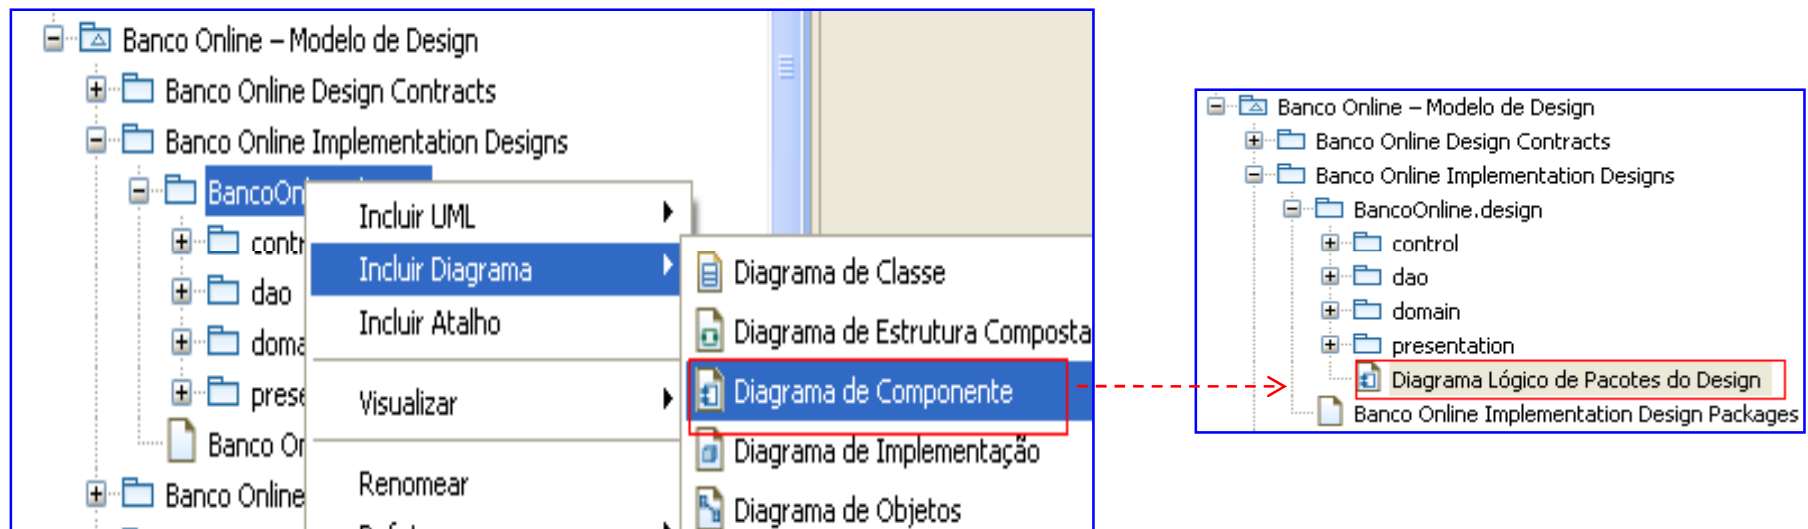 Banco Online – Modelo de Design
Banco Online Design Contracts
Banco Online Implementation Designs
BancoOn
contr
dao
doma
prese
Banco Or
Banco Online
Incluir UML
Incluir Diagrama
Incluir Atalho
Visualizar
Renomear
Diagrama de Classe
Diagrama de Estrutura Composta
Diagrama de Componente
Diagrama de Implementação
Diagrama de Objetos
Banco Online – Modelo de Design
Banco Online Design Contracts
Banco Online Implementation Designs
BancoOnline.design
control
dao
domain
presentation
Diagrama Lógico de Pacotes do Design
Banco Online Implementation Design Packages